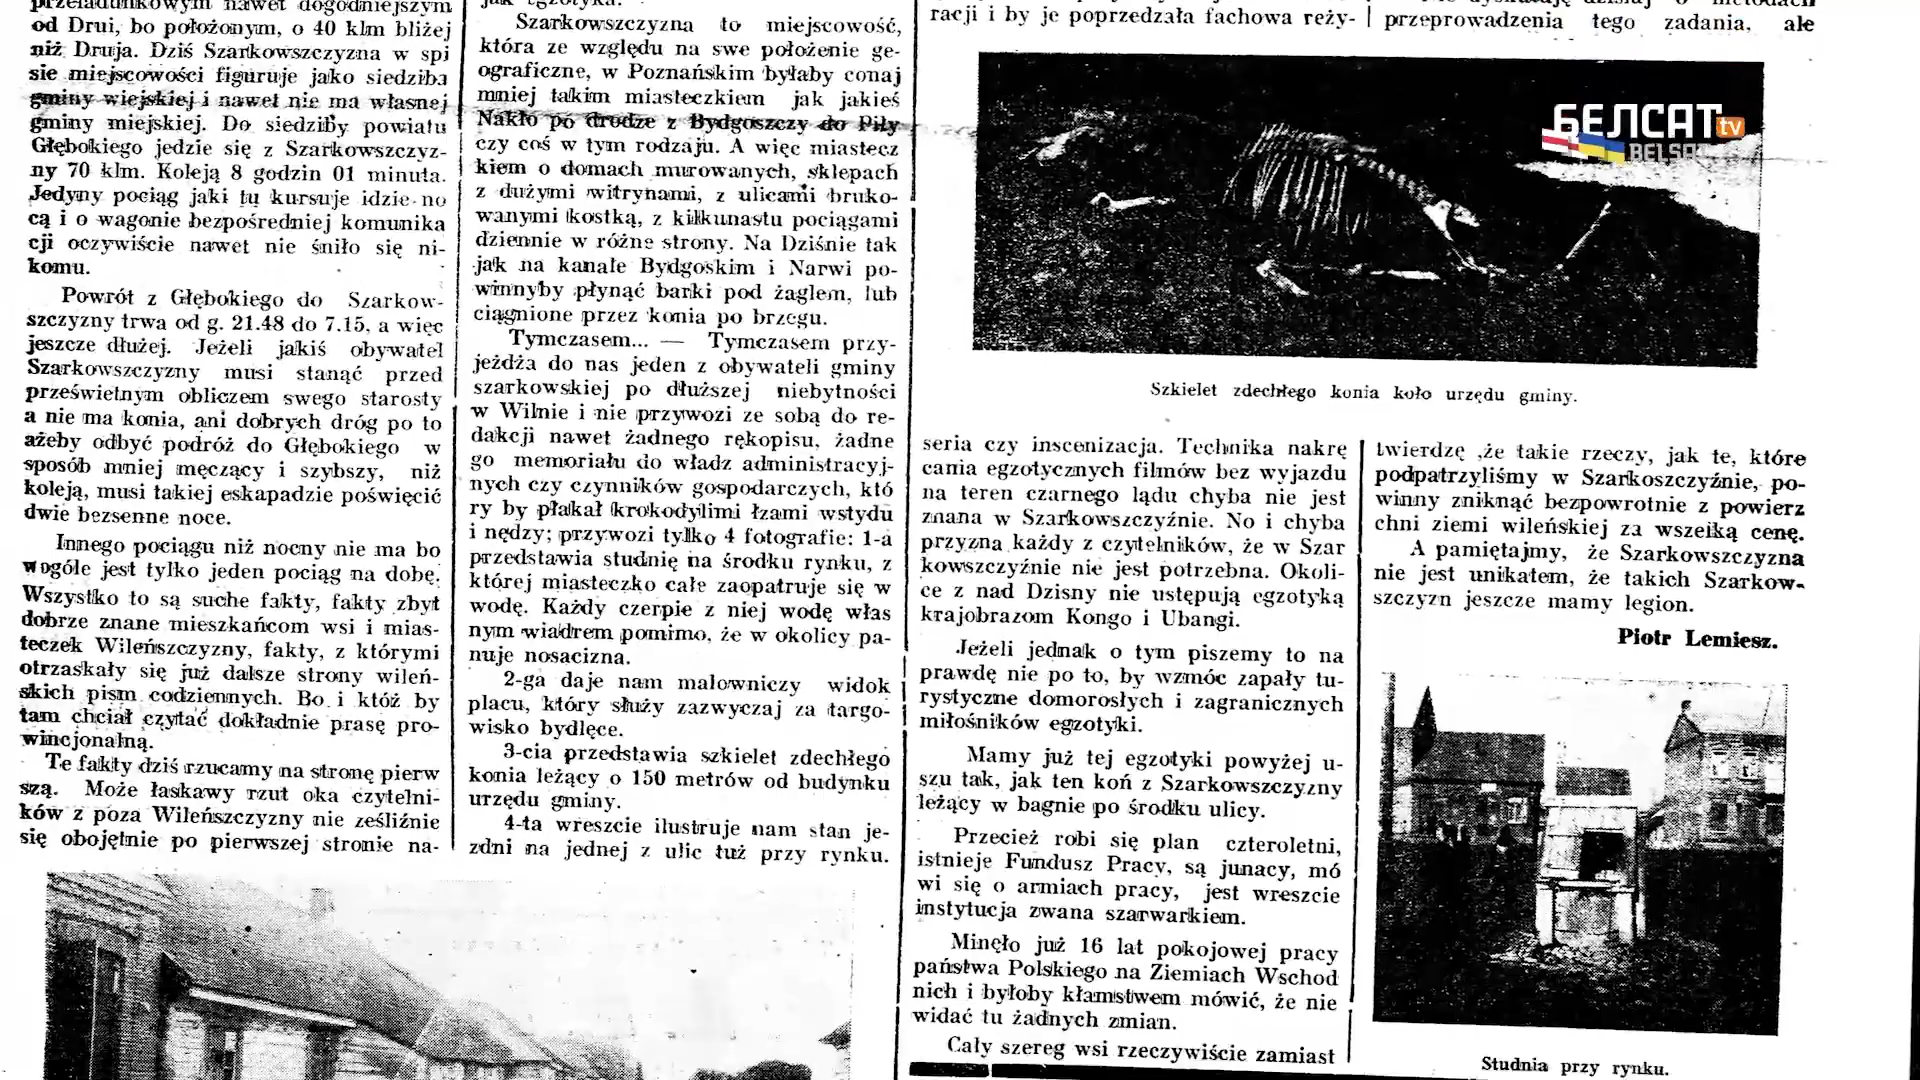 przeładunkowym nawet dogodniejszym
od Drui, bo położonym, o 40 klm bliżej
niż Druja. Dziś Szarkowszczyzna w spi
sie miejscowości figuruje jako siedziba
gminy wiejskiej i nawet nie ma własnej
gminy miejskiej. Do siedziby powiatu
Głębokiego jedzie się z Szarkowszczyz-
ny 70 klm. Koleją 8 godzin 01 minuta.
Jedyny pociąg jaki tu kursuje idzie no
cą i o wagonie bezpośredniej komunika
cji oczywiście nawet nie śniło się ni-
komu.
Powrót z Głębokiego do Szarkow-
szczyzny trwa od g. 21.48 do 7.15, a więc
jeszcze dłużej. Jeżeli jakiś obywatel
Szarkowszczyzny musi stanąć przed
prześwietnym obliczem swego starosty
a nie ma konia, ani dobrych dróg po to
ażeby odbyć podróż do Głębokiego w
sposób mniej męczący i szybszy, niż
koleją, musi takiej eskapadzie poświęcić
dwie bezsenne noce.
Innego pociągu niż nocny nie ma bo
wogóle jest tylko jeden pociąg na dobę.
Wszystko to są suche fakty, fakty zbyt
dobrze znane mieszkańcom wsi i mias-
teczek Wileńszczyzny, fakty, z którymi
otrzaskały się już dalsze strony wileń-
skich pism codziennych. Bo i któż by
tam chciał czytać dokładnie prasę pro-
wincjonalną.
Te fakty dziś rzucamy na stronę pierw
szą. Może łaskawy rzut oka czytelni-
ków z poza Wileńszczyzny nie ześliźnie
się obojętnie po pierwszej stronie na-
jak egzotyka.
Szarkowszczyzna to miejscowość,
która ze względu na swe położenie ge-
ograficzne, w Poznańskim byłaby conaj
mniej takim miasteczkiem jak jakieś
Nakło po drodze z Bydgoszczy do Piły
czy coś w tym rodzaju. A więc miastecz
kiem o domach murowanych, sklepach
z dużymi witrynami, z ulicami bruko-
wanymi kostką, z kilkunastu pociągami
dziennie w różne strony. Na Dziśnie tak
jak na kanale Bydgoskim i Narwi po-
winnyby płynąć barki pod żaglem, lub
ciągnione przez konia po brzegu.
Tymczasem... — Tymczasem przy-
jeżdża do nas jeden z obywateli gminy
szarkowskiej po dłuższej niebytności
w Wilnie i nie przywozi ze sobą do re-
dakcji nawet żadnego rękopisu, żadne
go memoriału do władz administracyj-
nych czy czynników gospodarczych, któ
ry by płakał krokodylimi łzami wstydu
i nędzy; przywozi tylko 4 fotografie: 1-a
przedstawia studnię na środku rynku, z
której miasteczko całe zaopatruje się w
wodę. Każdy czerpie z niej wodę włas
nym wiadrem pomimo, że w okolicy pa-
nuje nosacizna.
2-ga daje nam malowniczy widok
placu, który służy zazwyczaj za targo-
wisko bydlęce.
3-cia przedstawia szkielet zdechłego
konia leżący o 150 metrów od budynku
urzędu gminy.
4-ta wreszcie ilustruje nam stan je-
zdni na jednej z ulic tuż przy rynku.
racji i by je poprzedzała fachowa reży-
przeprowadzenia tego zadania, ale
БЕЛСАТ tv
BELSAT
Szkielet zdechłego konia koło urzędu gminy.
seria czy inscenizacja. Technika nakrę
cania egzotycznych filmów bez wyjazdu
na teren czarnego lądu chyba nie jest
znana w Szarkowszczyźnie. No i chyba
przyzna każdy z czytelników, że w Szar
kowszczyźnie nie jest potrzebna. Okoli-
ce z nad Dzisny nie ustępują egzotyką
krajobrazom Kongo i Ubangi.
Jeżeli jednak o tym piszemy to na
prawdę nie po to, by wzmóc zapały tu-
rystyczne domorosłych i zagranicznych
miłośników egzotyki.
Mamy już tej egzotyki powyżej u-
szu tak, jak ten koń z Szarkowszczyzny
leżący w bagnie po środku ulicy.
Przecież robi się plan czteroletni,
istnieje Fundusz Pracy, są junacy, mó
wi się o armiach pracy, jest wreszcie
instytucja zwana szarwarkiem.
Minęło już 16 lat pokojowej pracy
państwa Polskiego na Ziemiach Wschod
nich i byłoby kłamstwem mówić, że nie
widać tu żadnych zmian.
Cały szereg wsi rzeczywiście zamiast
twierdzę ,że takie rzeczy, jak te, które
podpatrzyliśmy w Szarkoszczyźnie, po-
winny zniknąć bezpowrotnie z powierz
chni ziemi wileńskiej za wszelką cenę.
A pamiętajmy, że Szarkowszczyzna
nie jest unikatem, że takich Szarkow-
szczyzn jeszcze mamy legion.
Piotr Lemiesz.
Studnia przy rynku.